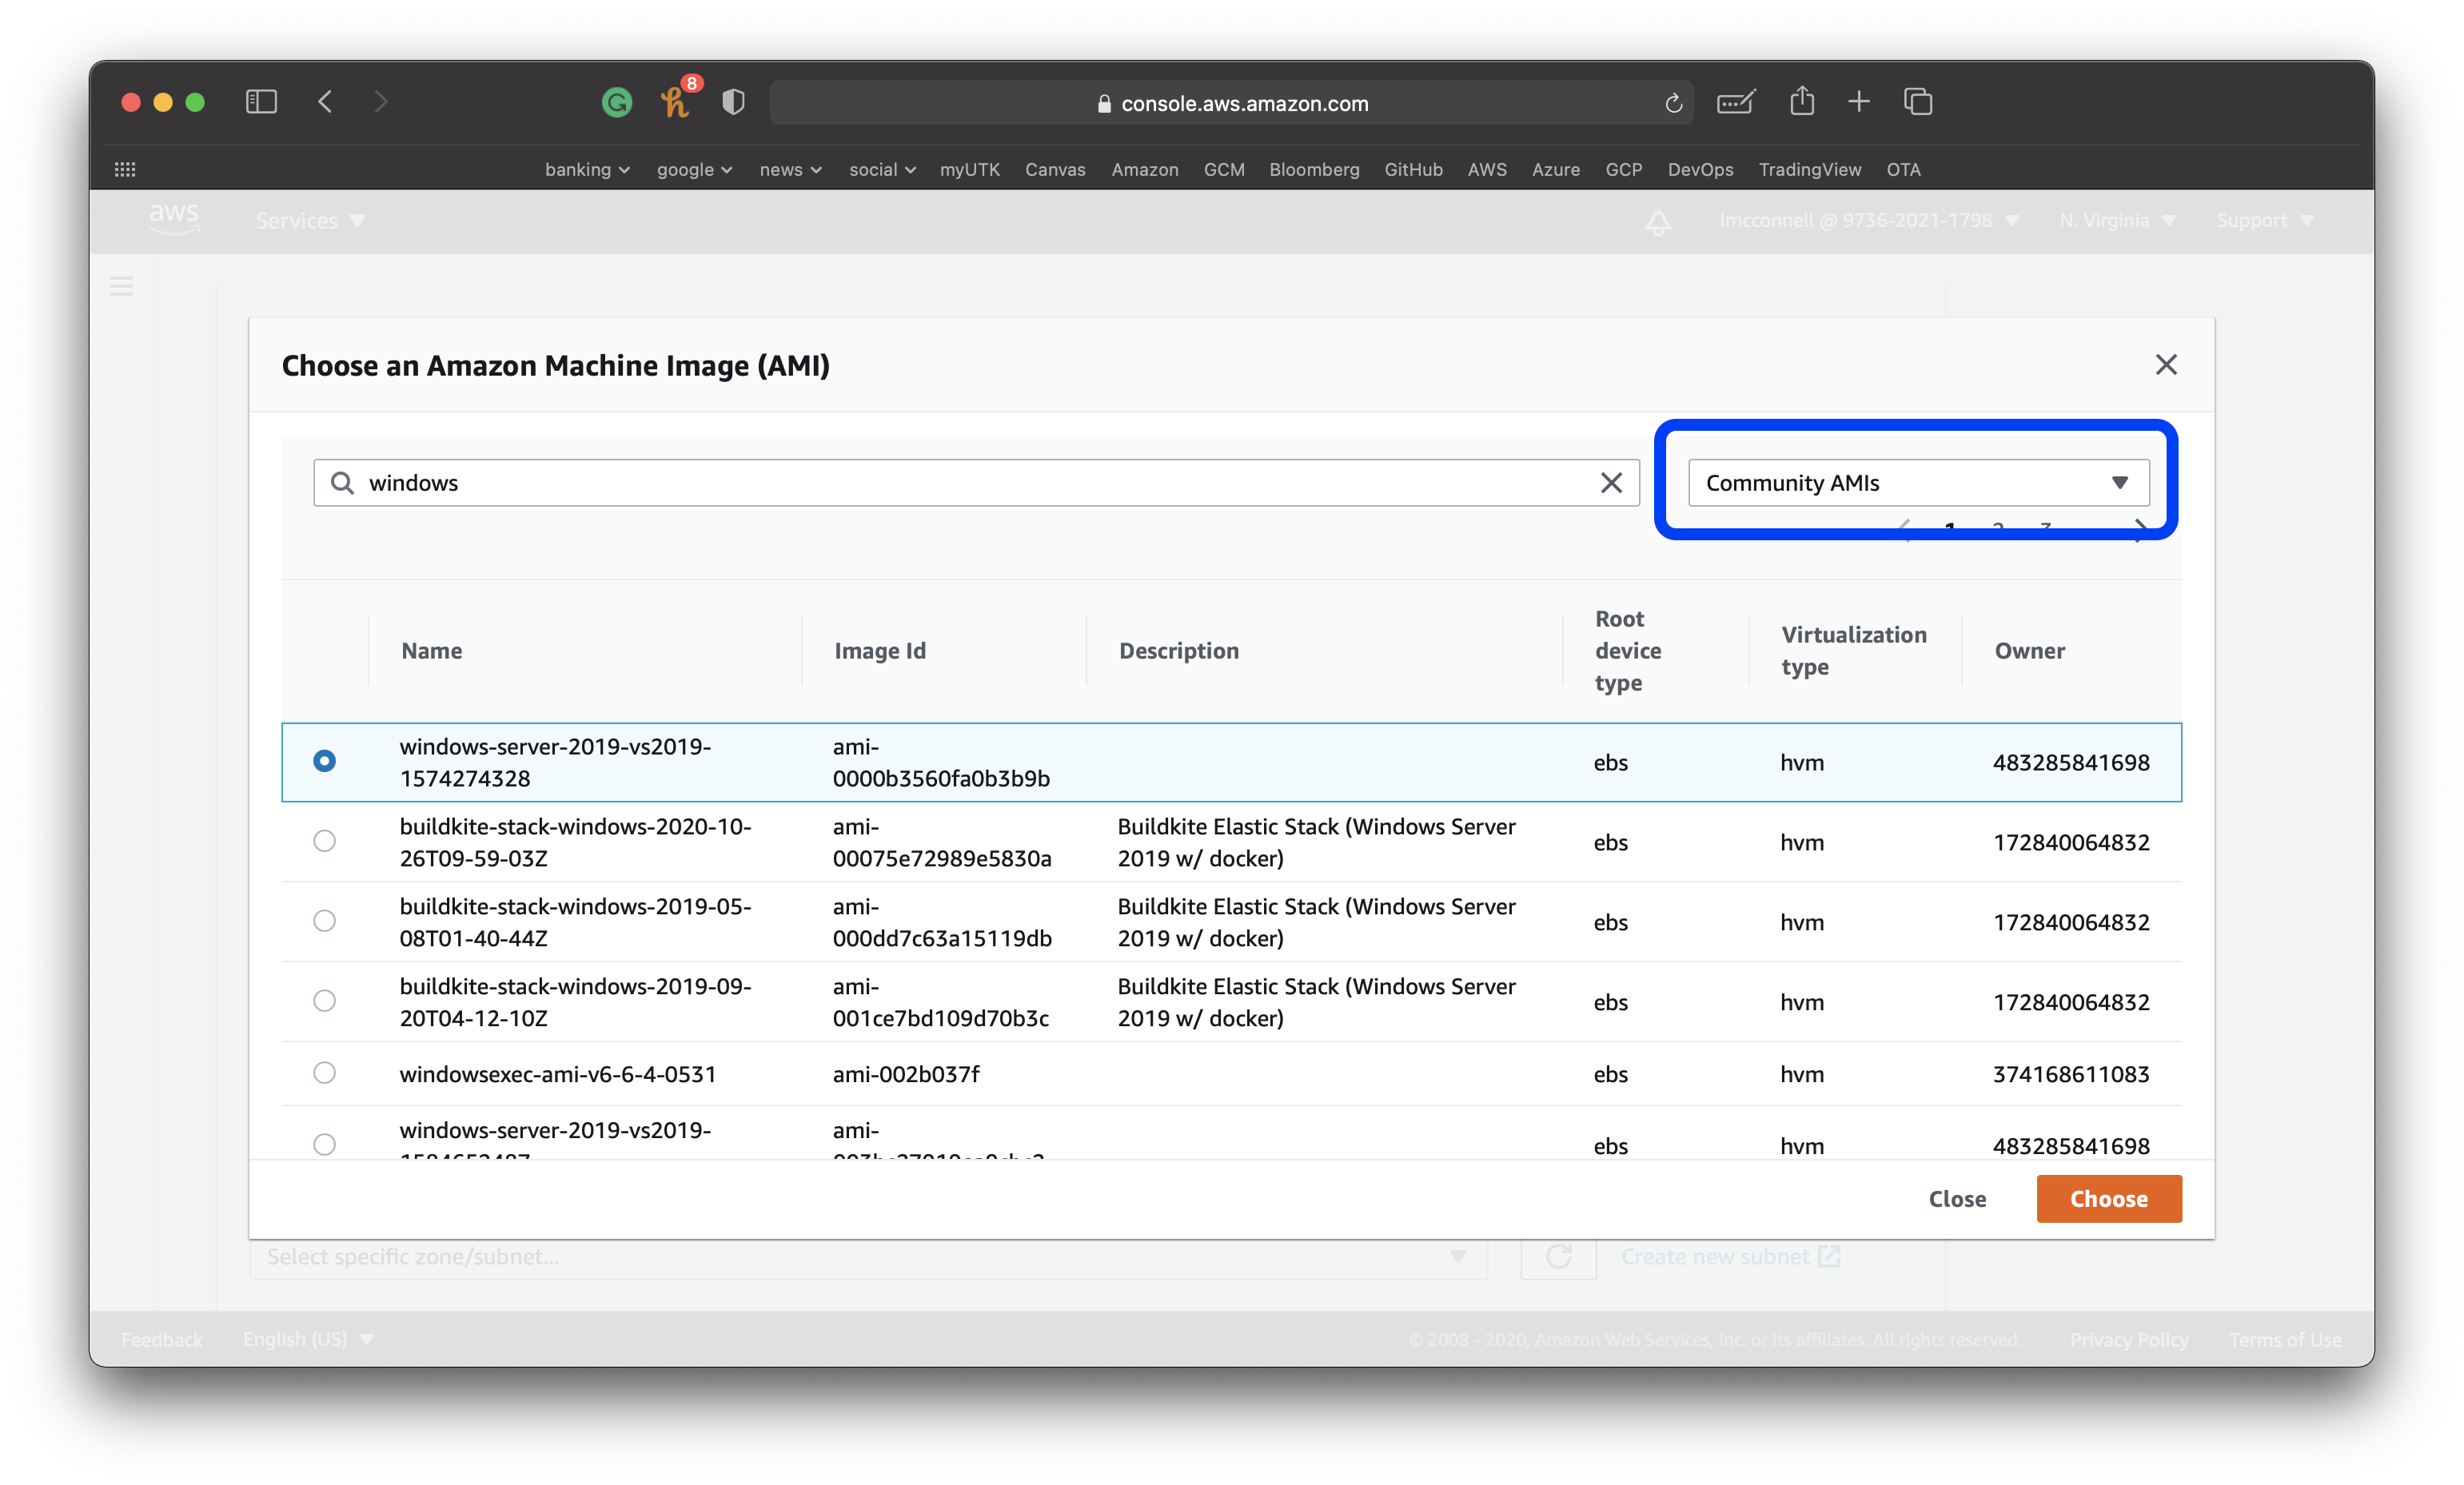 8
console.aws.amazon.com
banking google news social myUTK Canvas Amazon GCM Bloomberg GitHub AWS Azure GCP DevOps TradingView OTA
aws Services lmcconnell @ 9736-2021-1798 N. Virginia Support
Choose an Amazon Machine Image (AMI)
windows
Community AMIs
1 2 3
Name Image Id Description Root device type Virtualization type Owner
windows-server-2019-vs2019-
1574274328
ami-
0000b3560fa0b3b9b
ebs hvm 483285841698
buildkite-stack-windows-2020-10-
26T09-59-03Z
ami-
00075e72989e5830a
Buildkite Elastic Stack (Windows Server
2019 w/ docker)
ebs hvm 172840064832
buildkite-stack-windows-2019-05-
08T01-40-44Z
ami-
000dd7c63a15119db
Buildkite Elastic Stack (Windows Server
2019 w/ docker)
ebs hvm 172840064832
buildkite-stack-windows-2019-09-
20T04-12-10Z
ami-
001ce7bd109d70b3c
Buildkite Elastic Stack (Windows Server
2019 w/ docker)
ebs hvm 172840064832
windowsexec-ami-v6-6-4-0531 ami-002b037f ebs hvm 374168611083
windows-server-2019-vs2019-
ami-
ebs hvm 483285841698
Close Choose
Select specific zone/subnet... Create new subnet
Feedback English (US) © 2008 - 2020, Amazon Web Services, Inc. or its affiliates. All rights reserved. Privacy Policy Terms of Use